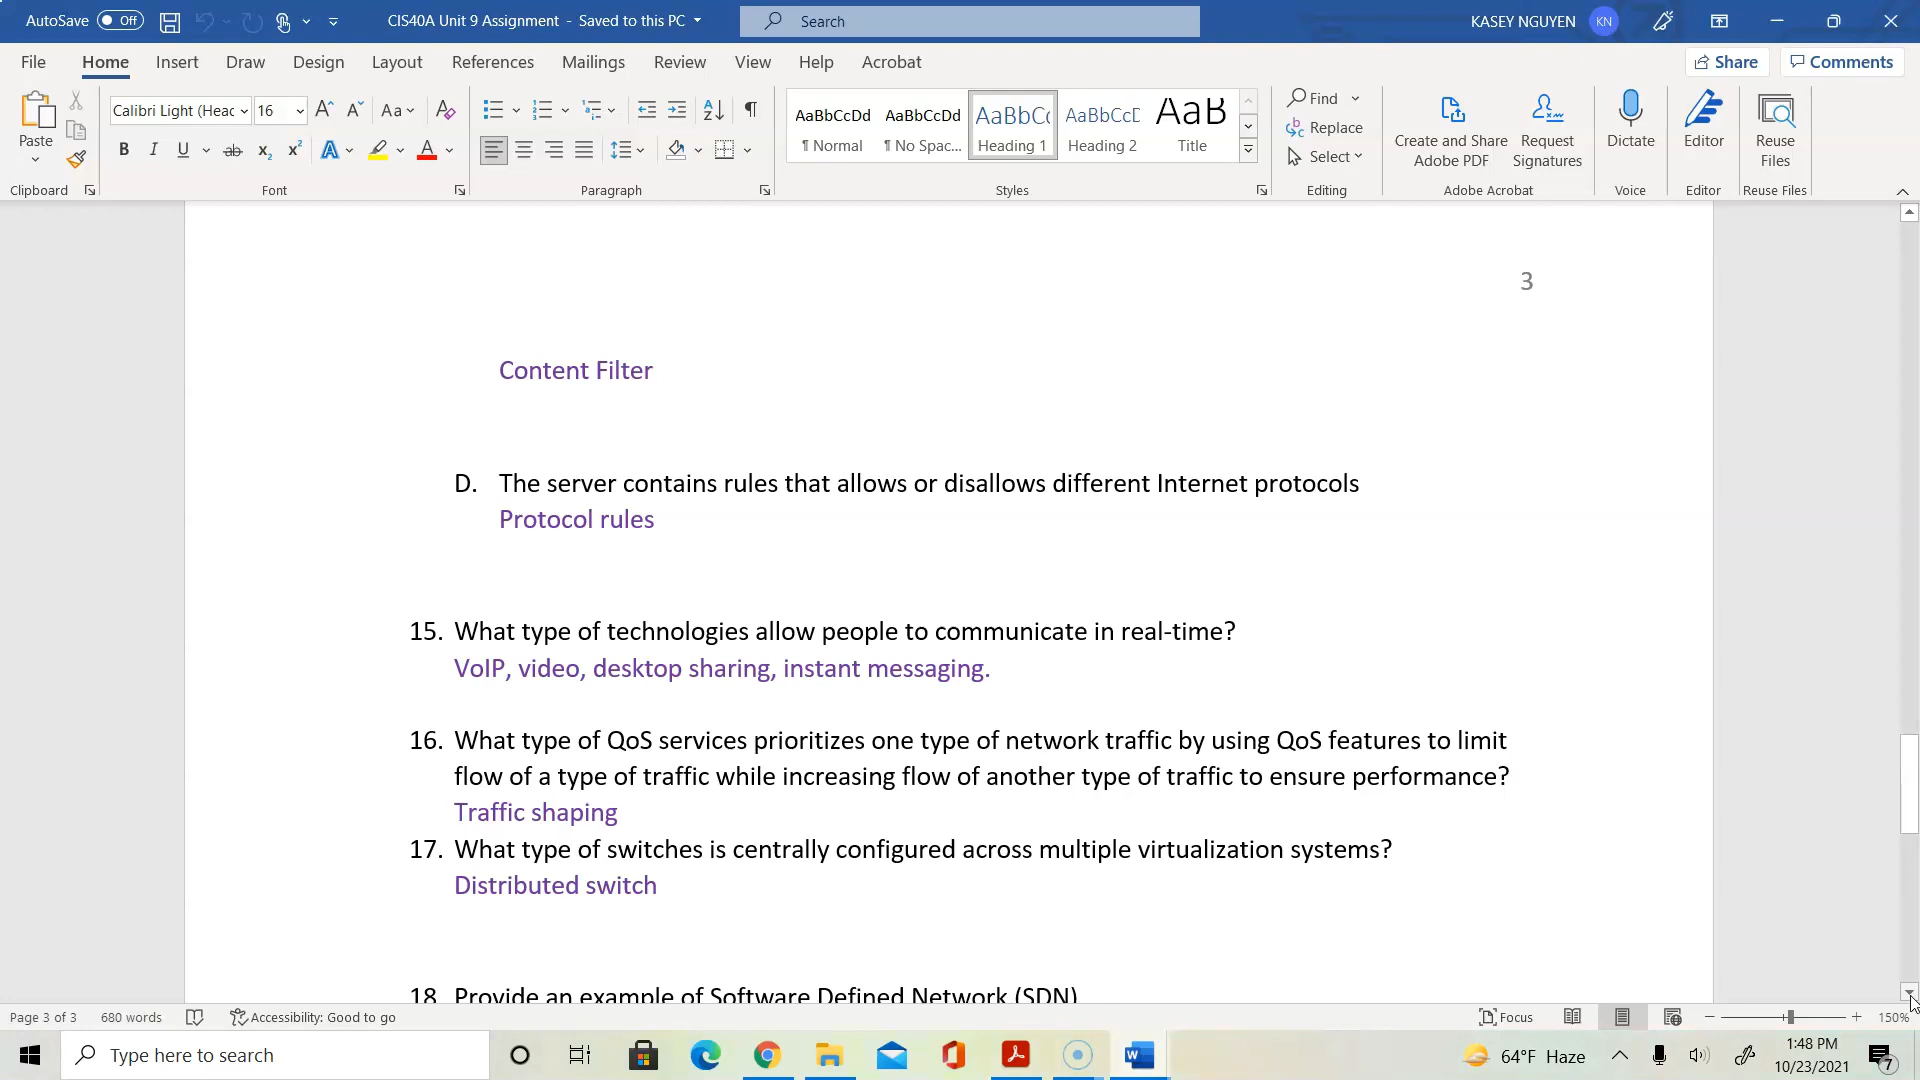 AutoSave Off CIS40A Unit 9 Assignment - Saved to this PC Search KASEY NGUYEN KN
File Home Insert Draw Design Layout References Mailings Review View Help Acrobat Share Comments
Calibri Light (Heac 16 Aa AaBbCcDd AaBbCcDd AaBbCc AaBbCcD AaB Find
Paste Replace Create and Share Request Dictate Editor Reuse
B I U ab x2 x2 A A ¶ Normal ¶ No Spac... Heading 1 Heading 2 Title Select Adobe PDF Signatures Files
Clipboard Font Paragraph Styles Editing Adobe Acrobat Voice Editor Reuse Files
3
Content Filter
D. The server contains rules that allows or disallows different Internet protocols
Protocol rules
15. What type of technologies allow people to communicate in real-time?
VoIP, video, desktop sharing, instant messaging.
16. What type of QoS services prioritizes one type of network traffic by using QoS features to limit
flow of a type of traffic while increasing flow of another type of traffic to ensure performance?
Traffic shaping
17. What type of switches is centrally configured across multiple virtualization systems?
Distributed switch
18. Provide an example of Software Defined Network (SDN)
Page 3 of 3 680 words Accessibility: Good to go Focus 150%
Type here to search 64°F Haze 1:48 PM
10/23/2021 7